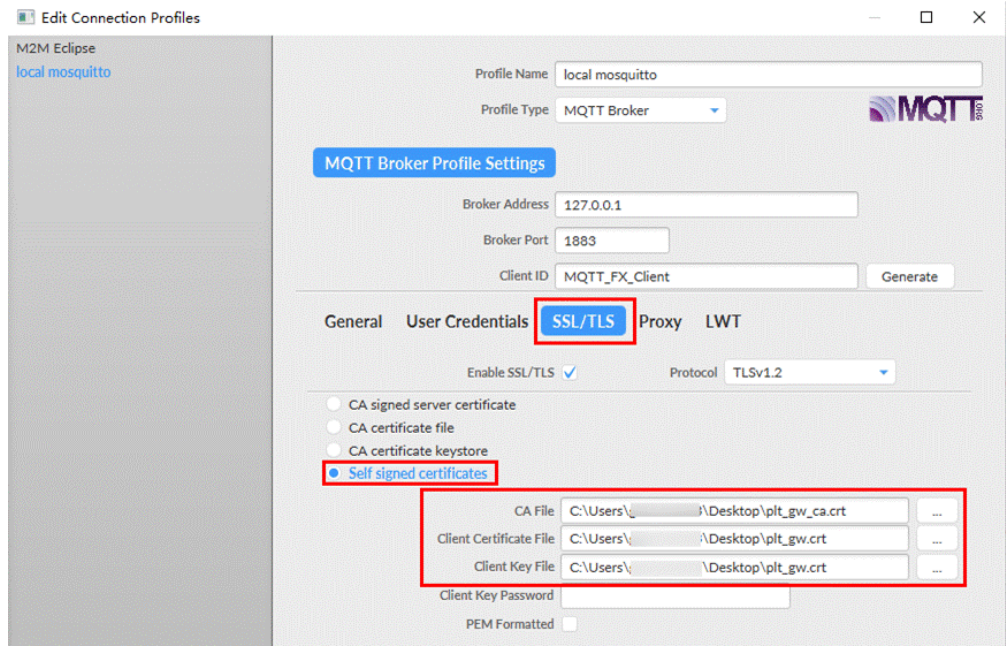 Edit Connection Profiles
M2M Eclipse
local mosquitto
Profile Name local mosquitto
Profile Type MQTT Broker
MQTT.ORG
MQTT Broker Profile Settings
Broker Address 127.0.0.1
Broker Port 1883
Client ID MQTT_FX_Client Generate
General User Credentials SSL/TLS Proxy LWT
Enable SSL/TLS Protocol TLSv1.2
CA signed server certificate
CA certificate file
CA certificate keystore
Self signed certificates
CA File C:\Users\ \Desktop\plt_gw_ca.crt ...
Client Certificate File C:\Users\ \Desktop\plt_gw.crt ...
Client Key File C:\Users\ \Desktop\plt_gw.crt ...
Client Key Password
PEM Formatted